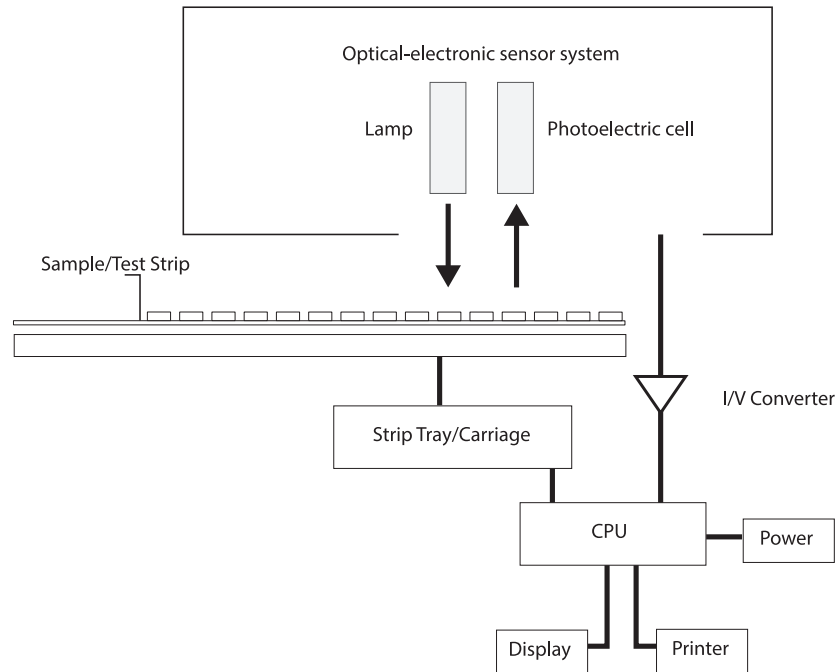 Optical-electronic sensor system
Lamp
Photoelectric cell
Sample/Test Strip
I/V Converter
Strip Tray/Carriage
CPU
Power
Display
Printer